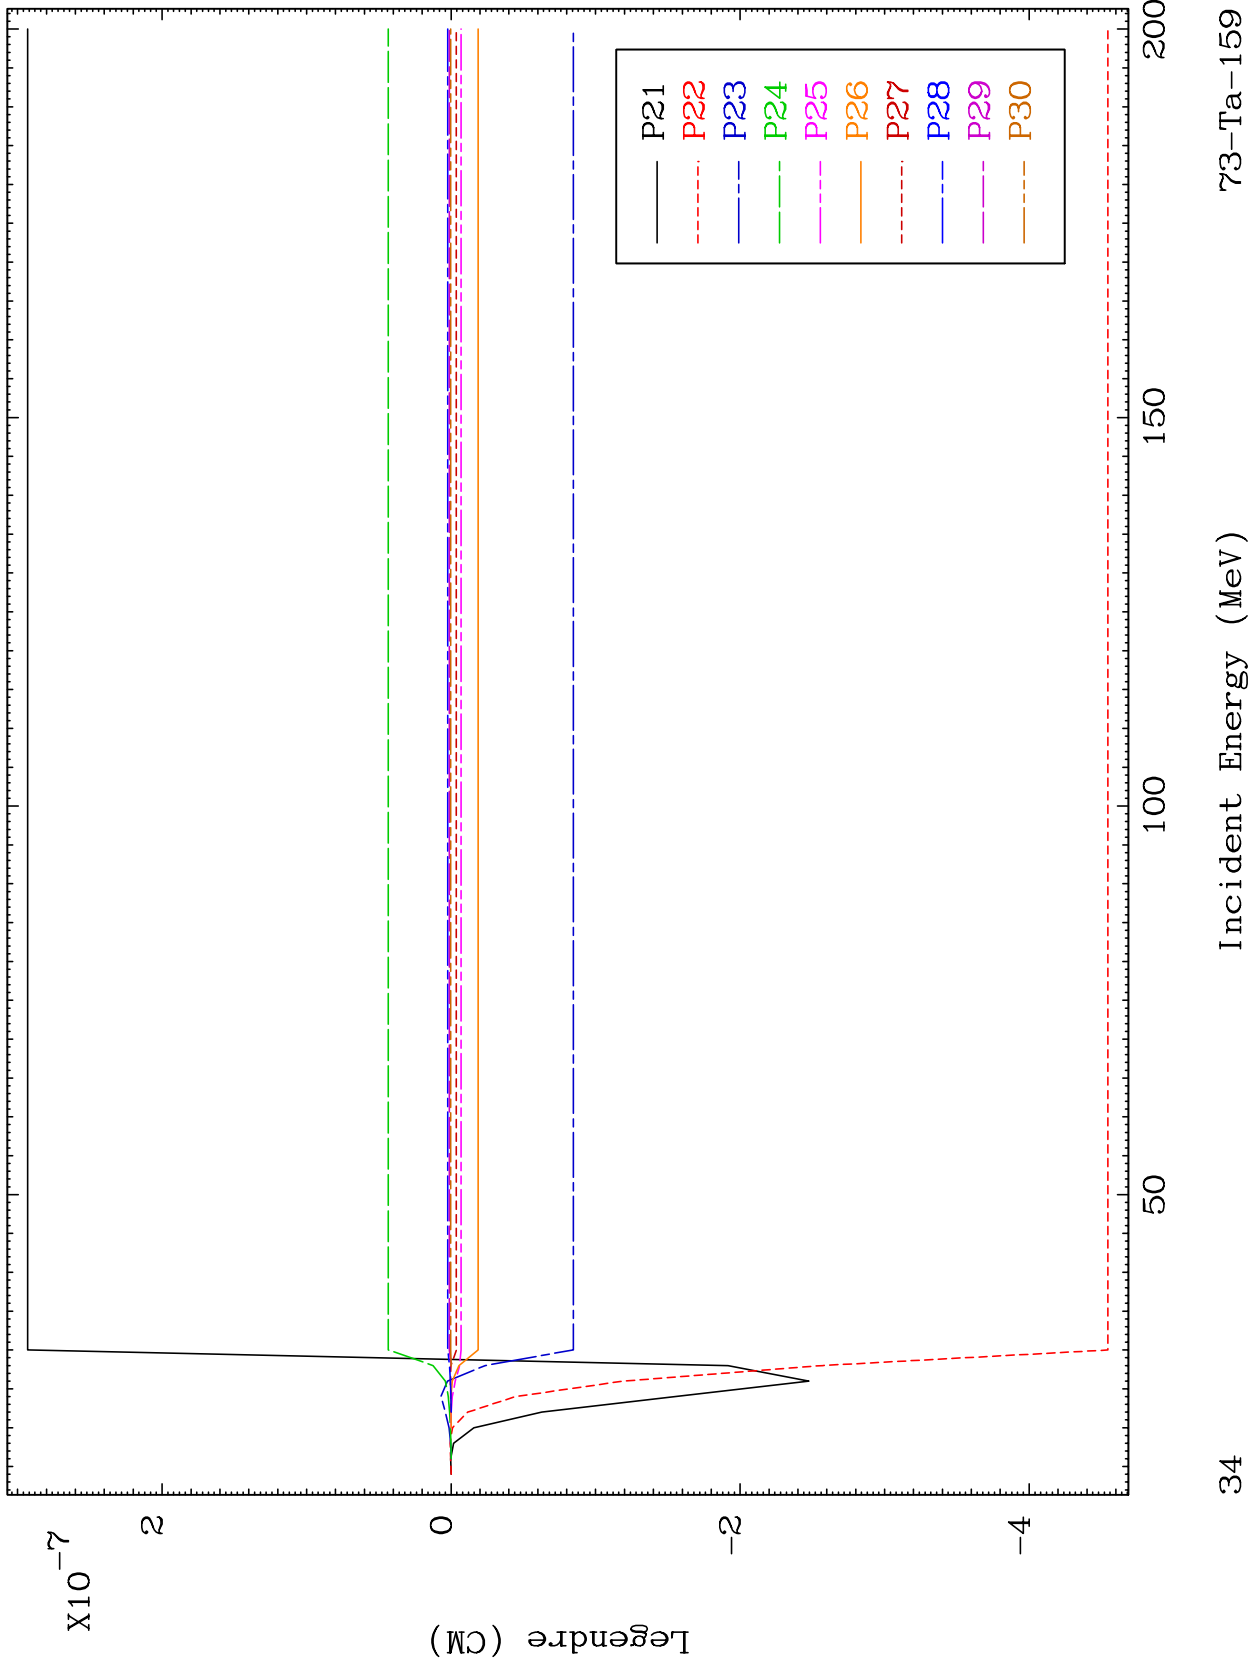 X10-7
Legendre (CM)
2
0
-2
-4
50
100
150
200
P21
P22
P23
P24
P25
P26
P27
P28
P29
P30
34
Incident Energy (MeV)
73-Ta-159